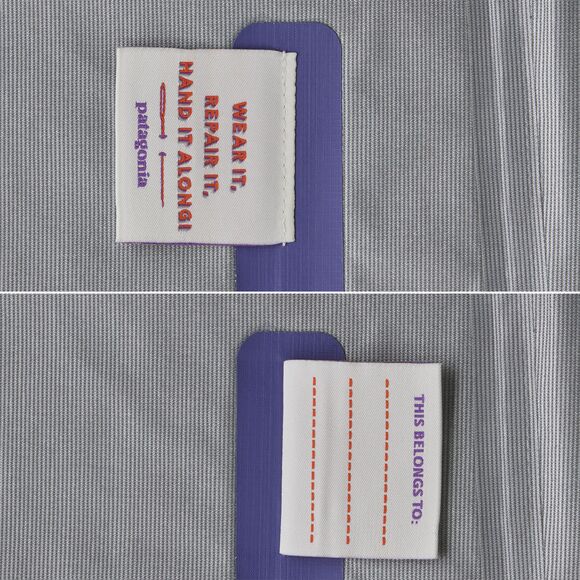 WEAR IT,
REPAIR IT,
HAND IT ALONG!
patagonia
THIS BELONGS TO: